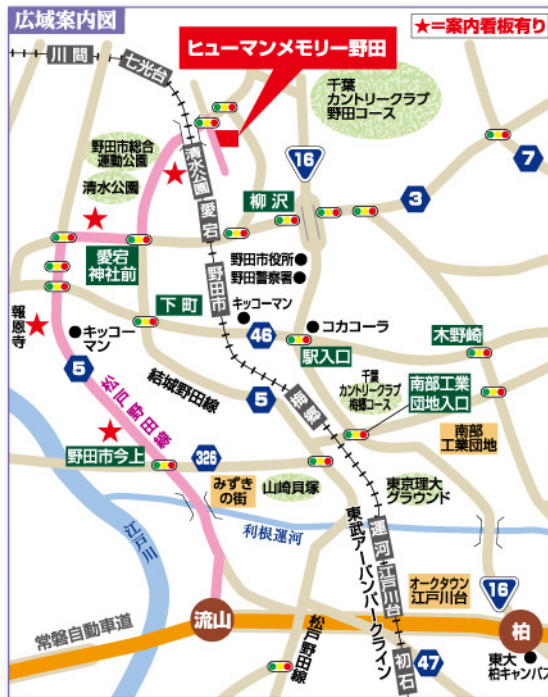 広域案内図
★=案内看板有り
ヒューマンメモリー野田
川間
七光台
千葉
カントリークラブ
野田コース
野田市総合
運動公園
清水公園
清水公園
16
7
3
柳沢
愛宕
愛宕
神社前
野田市役所
野田警察署
野田市
下町
キッコーマン
46
コカコーラ
駅入口
木野崎
報恩寺
キッコー
マン
5
松戸野田線
結城野田線
5
梅郷
千葉
カントリークラブ
梅郷コース
南部工業
団地入口
南部
工業団地
野田市今上
326
みずき
の街
山崎貝塚
東京理大
グラウンド
江戸川
利根運河
東武アーバンパークライン
運河
江戸川台
オークタウン
江戸川台
16
常磐自動車道
流山
松戸野田線
初石
47
柏
東大
柏キャンパス